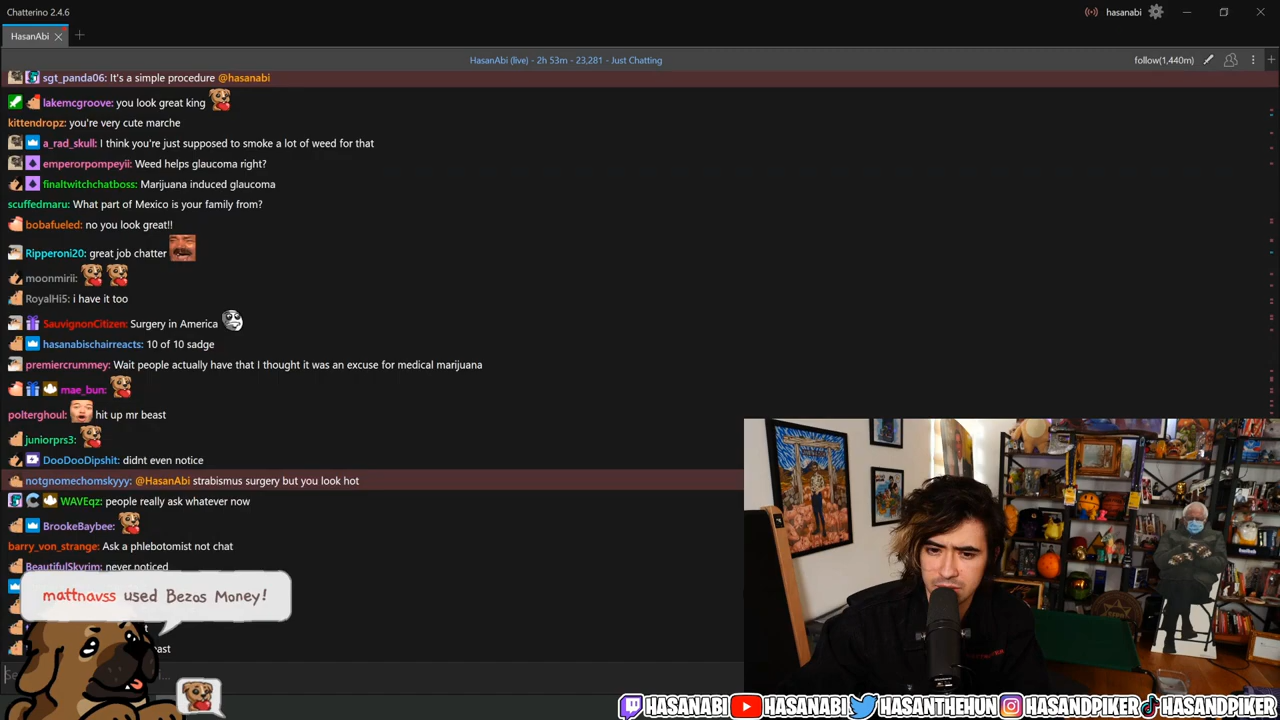 Chatterino 2.4.6
hasanabi
HasanAbi
HasanAbi (live) - 2h 53m - 23,281 - Just Chatting
follow(1,440m)
sgt_panda06: It's a simple procedure @hasanabi
lakemcgroove: you look great king
kittendropz: you're very cute marche
a_rad_skull: I think you're just supposed to smoke a lot of weed for that
emperorpompeyii: Weed helps glaucoma right?
finaltwitchchatboss: Marijuana induced glaucoma
scuffedmaru: What part of Mexico is your family from?
bobafueled: no you look great!!
Ripperoni20: great job chatter
moonmirii:
RoyalHi5: i have it too
SauvignonCitizen: Surgery in America
hasanabischairreacts: 10 of 10 sadge
premiercrummey: Wait people actually have that I thought it was an excuse for medical marijuana
mae_bun:
polterghoul: hit up mr beast
juniorprs3:
DooDooDipshit: didnt even notice
notgnomechomskyyy: @HasanAbi strabismus surgery but you look hot
WAVEqz: people really ask whatever now
BrookeBaybee:
barry_von_strange: Ask a phlebotomist not chat
BeautifulSkyrim: never noticed
mattnavss used Bezos Money!
HASANABI HASANABI HASANTHEHUN HASANDPIKER HASANDPIKER